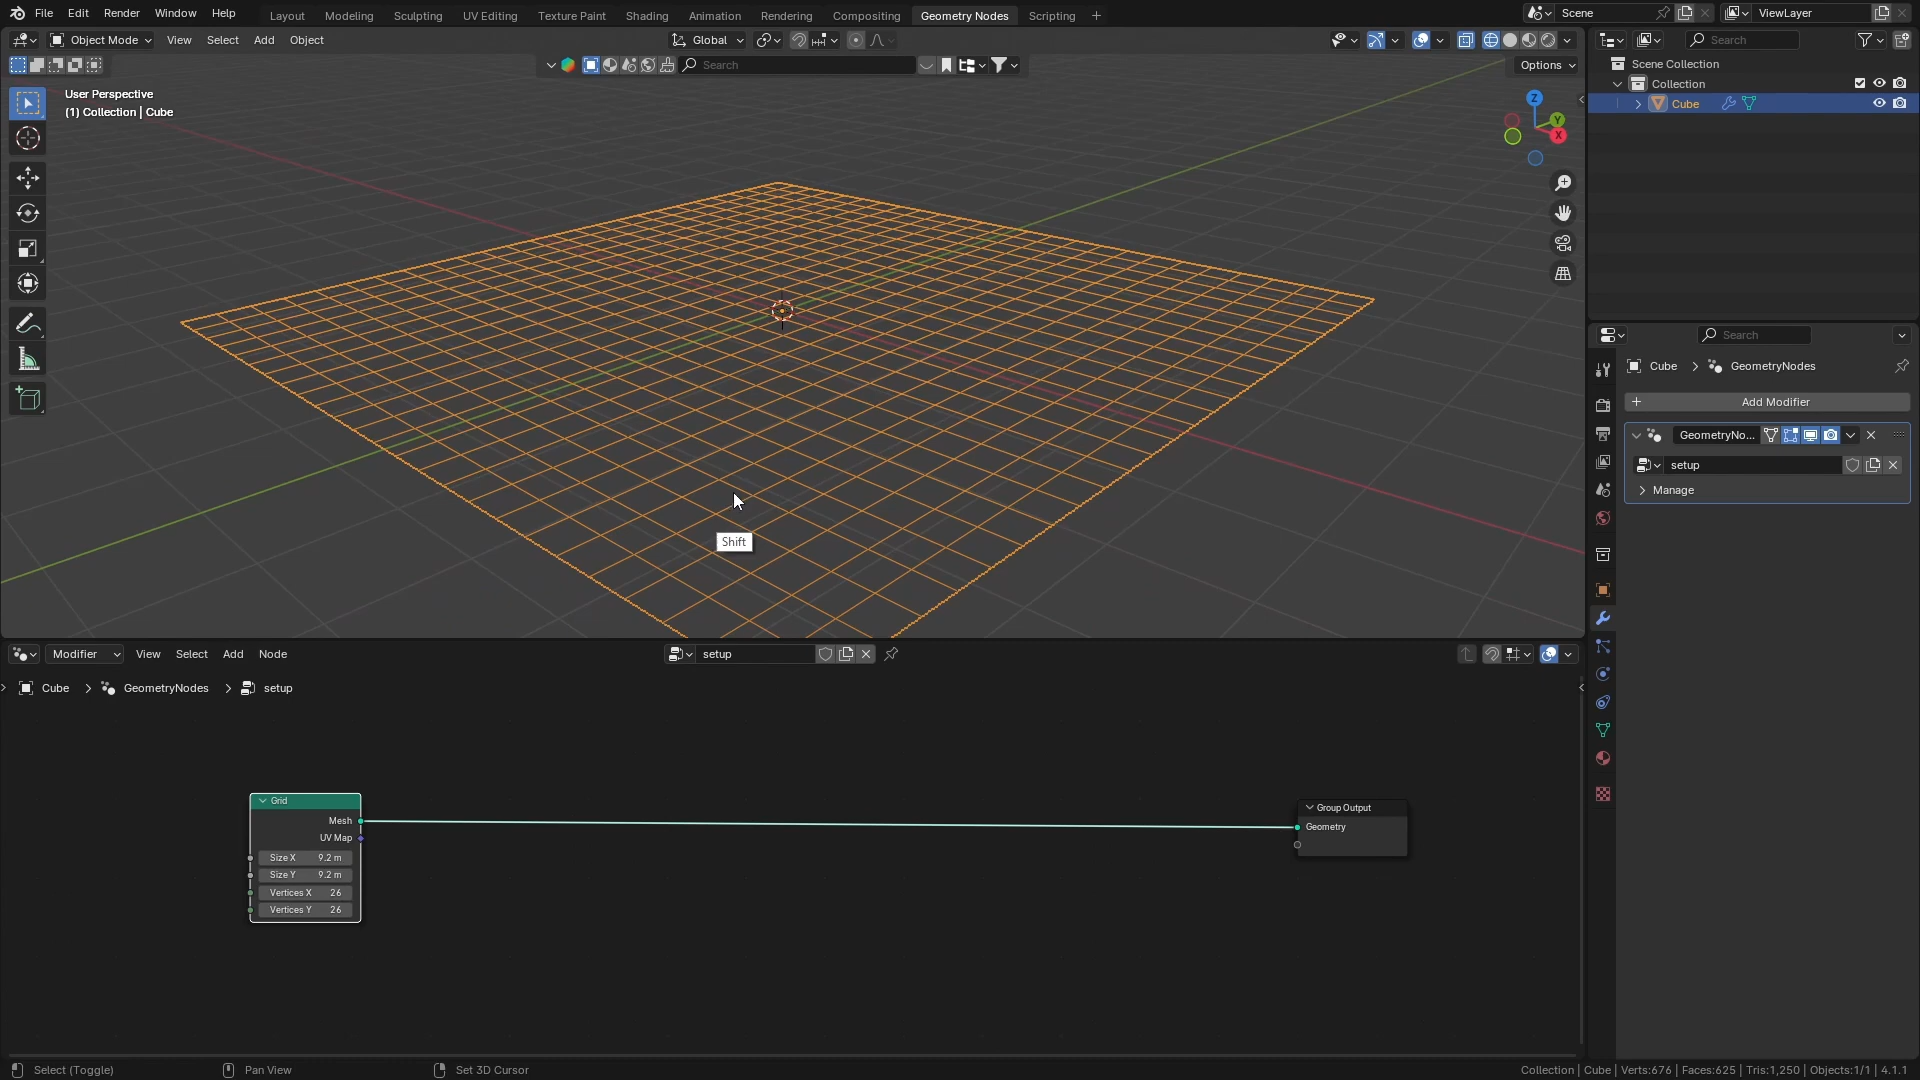 File Edit Render Window Help Layout Modeling Sculpting UV Editing Texture Paint Shading Animation Rendering Compositing Geometry Nodes Scripting Scene ViewLayer
Object Mode View Select Add Object Global Search
Search Options
User Perspective
(1) Collection | Cube
Z
Y
X
Shift
Scene Collection
Collection
Cube
Search
Cube GeometryNodes
Add Modifier
GeometryNo...
setup
Manage
Modifier View Select Add Node setup
Cube GeometryNodes setup
Grid
Mesh
UV Map
Size X 9.2 m
Size Y 9.2 m
Vertices X 26
Vertices Y 26
Group Output
Geometry
Select (Toggle) Pan View Set 3D Cursor Collection | Cube | Verts:676 | Faces:625 | Tris:1,250 | Objects:1/1 | 4.1.1